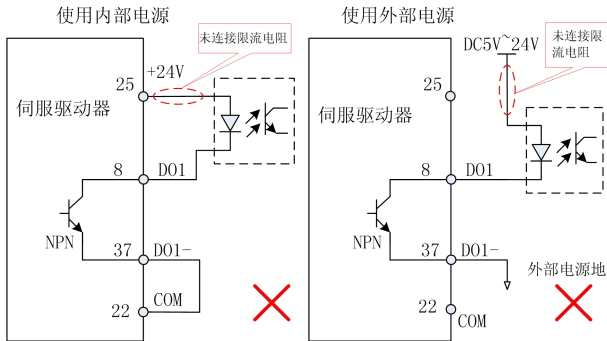 使用内部电源
未连接限流电阻
+24V
25
伺服驱动器
8
DO1
NPN
37
DO1-
22
COM
使用外部电源
DC5V~24V
未连接限
流电阻
25
伺服驱动器
8
DO1
NPN
37
DO1-
外部电源地
22
COM